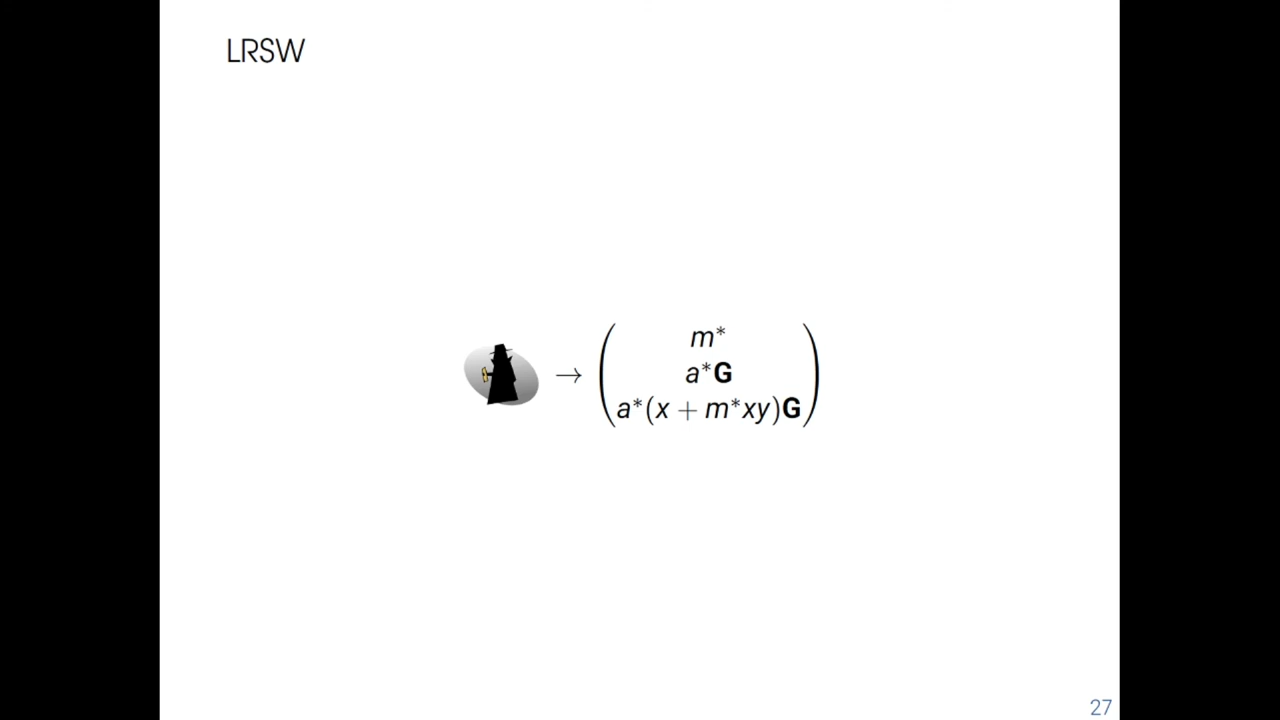 LRSW
m*
→
a*G
a*(x + m*xy)G
27